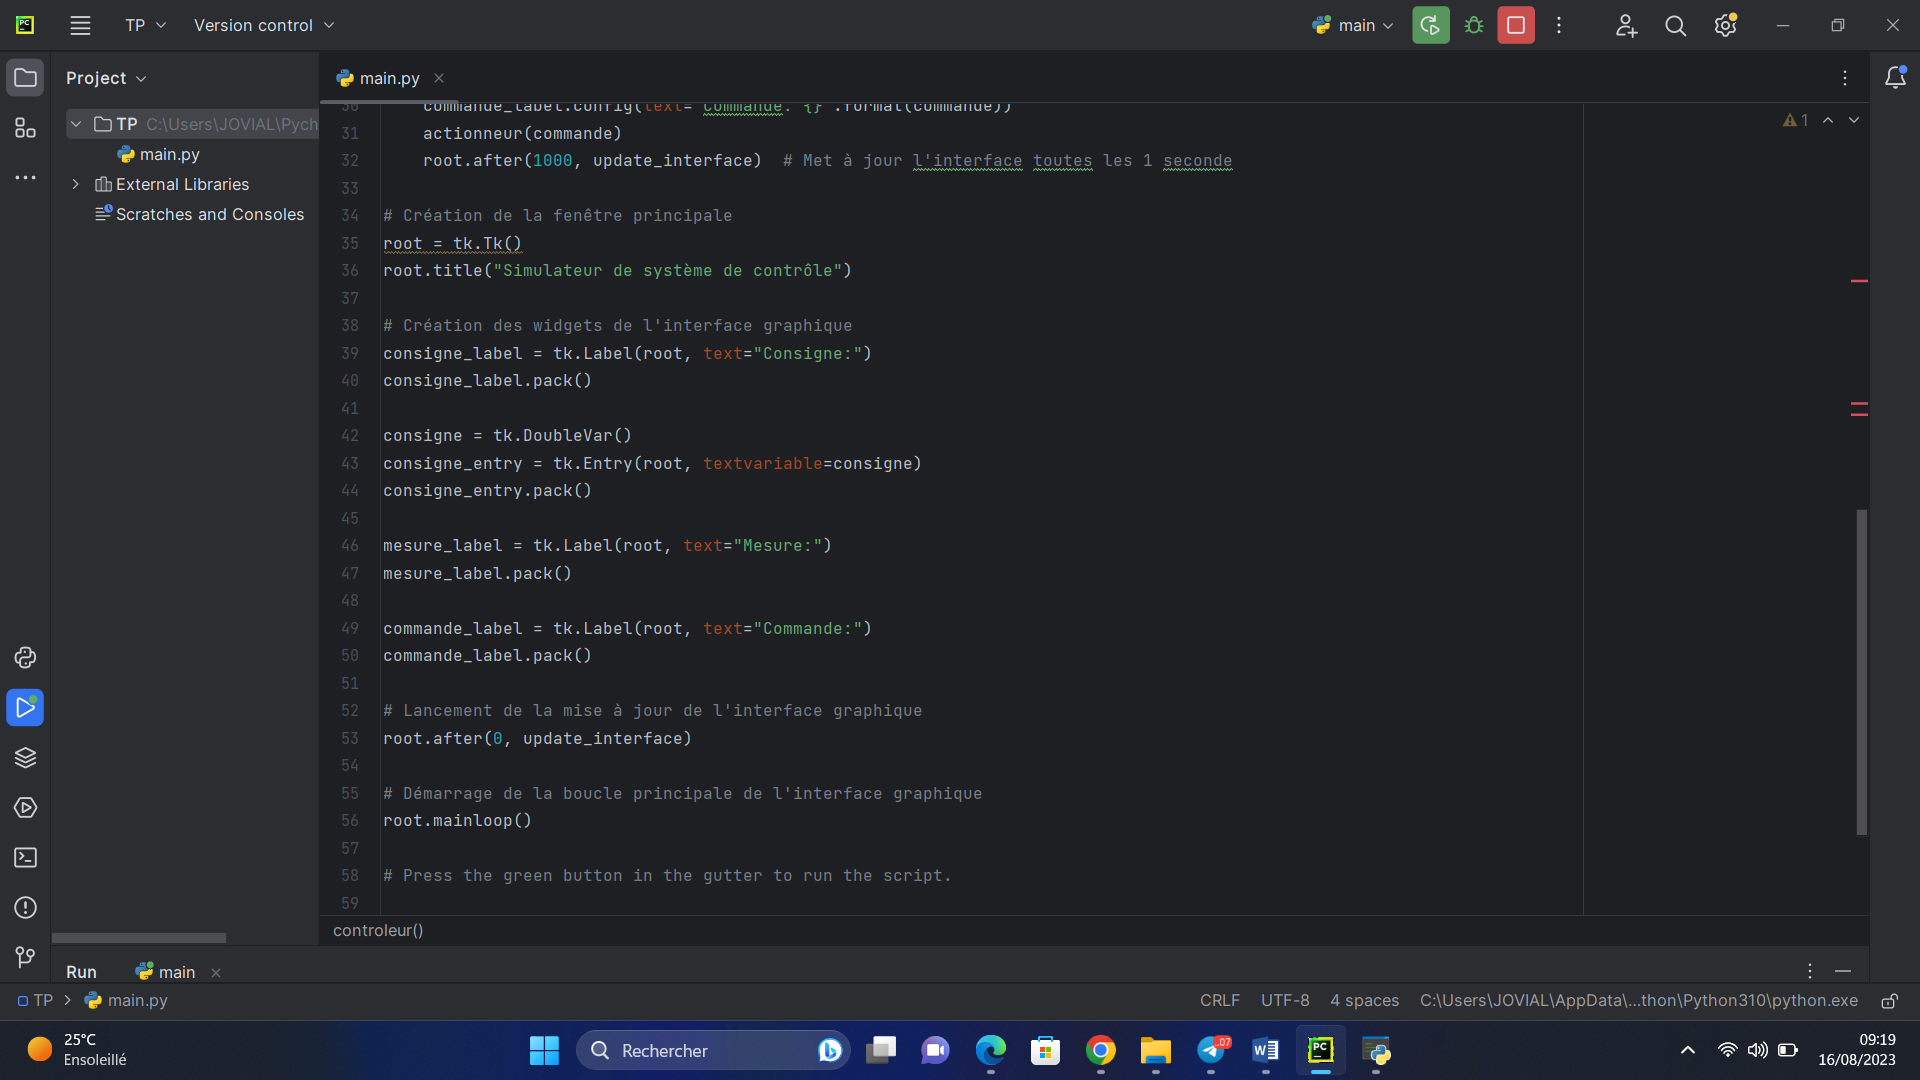 TP
Version control
main
Project
main.py
TP C:\Users\JOVIAL\Pych
main.py
External Libraries
Scratches and Consoles
30 commande_label.config(text="Commande: {}".format(commande))
31 actionneur(commande)
32 root.after(1000, update_interface)  # Met à jour l'interface toutes les 1 seconde
33
34 # Création de la fenêtre principale
35 root = tk.Tk()
36 root.title("Simulateur de système de contrôle")
37
38 # Création des widgets de l'interface graphique
39 consigne_label = tk.Label(root, text="Consigne:")
40 consigne_label.pack()
41
42 consigne = tk.DoubleVar()
43 consigne_entry = tk.Entry(root, textvariable=consigne)
44 consigne_entry.pack()
45
46 mesure_label = tk.Label(root, text="Mesure:")
47 mesure_label.pack()
48
49 commande_label = tk.Label(root, text="Commande:")
50 commande_label.pack()
51
52 # Lancement de la mise à jour de l'interface graphique
53 root.after(0, update_interface)
54
55 # Démarrage de la boucle principale de l'interface graphique
56 root.mainloop()
57
58 # Press the green button in the gutter to run the script.
59
1
controleur()
Run
main
TP > main.py
CRLF UTF-8 4 spaces C:\Users\JOVIAL\AppData\...thon\Python310\python.exe
25°C
Ensoleillé
Rechercher
09:19
16/08/2023